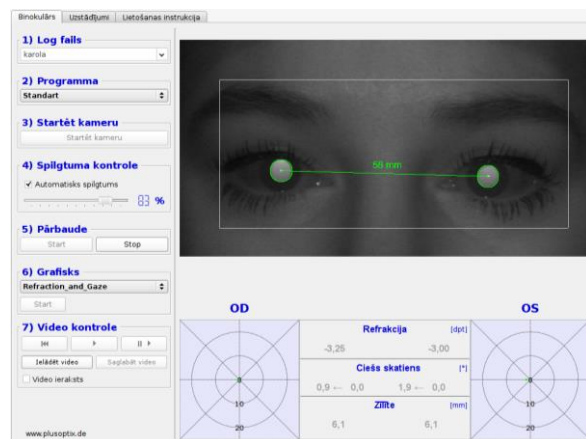 Binokulārs Uzstādījumi Lietošanas instrukcija
1) Log fails
karola
2) Programma
Standart
3) Startēt kameru
Startēt kameru
4) Spilgtuma kontrole
Automatisks spilgtums
83 %
5) Pārbaude
Start Stop
6) Grafisks
Refraction_and_Gaze
Start
7) Video kontrole
Ielādēt video Saglabāt video
Video ieraksts
www.plusoptix.de
58 mm
OD OS
Refrakcija [dpt]
-3,25 -3,00
Ciešs skatiens [°]
0,9 ← 0,0 1,9 ← 0,0
Zīlīte [mm]
6,1 6,1
0 10 20
0 10 20